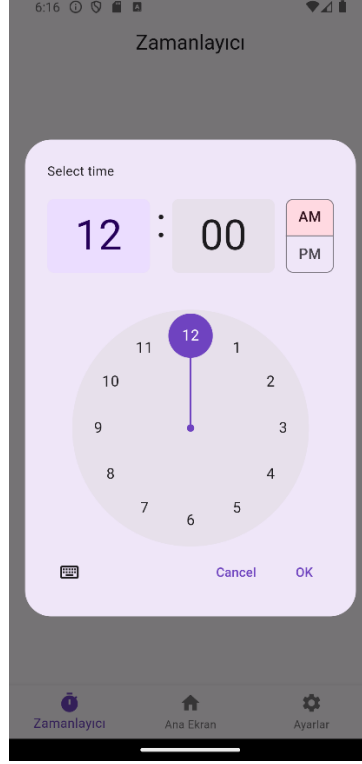 6:16
Zamanlayıcı
Select time
12 : 00
AM
PM
12
11 1
10 2
9 3
8 4
7 5
6
Cancel OK
Zamanlayıcı Ana Ekran Ayarlar